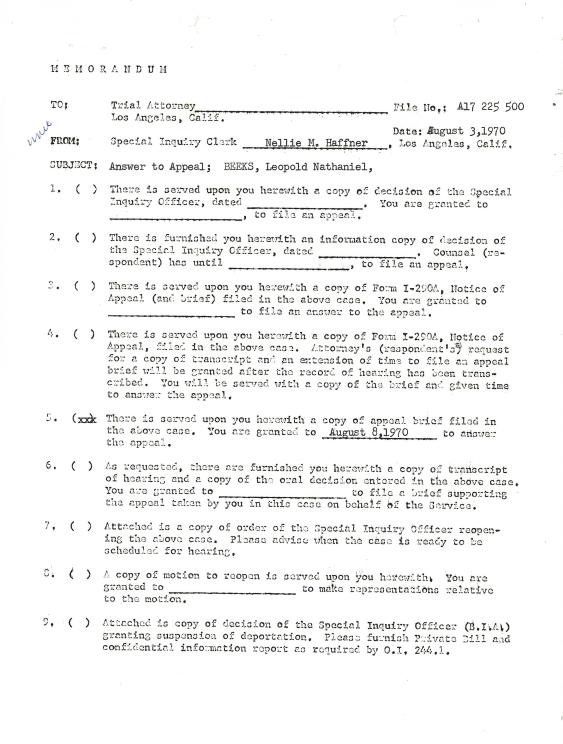 MEMORANDUM
TO: Trial Attorney________________________ File No.: A17 225 500
Los Angeles, Calif.
Date: August 3,1970
FROM: Special Inquiry Clerk Nellie M. Haffner , Los Angeles, Calif.
SUBJECT: Answer to Appeal; BEEKS, Leopold Nathaniel,
1. ( ) There is served upon you herewith a copy of decision of the Special
Inquiry Officer, dated ________________. You are granted to
__________________, to file an appeal.
2. ( ) There is furnished you herewith an information copy of decision of
the Special Inquiry Officer, dated ______________. Counsel (re-
spondent) has until _________________, to file an appeal.
3. ( ) There is served upon you herewith a copy of Form I-290A, Notice of
Appeal (and brief) filed in the above case. You are granted to
__________________ to file an answer to the appeal.
4. ( ) There is served upon you herewith a copy of Form I-290A, Notice of
Appeal, filed in the above case. Attorney's (respondent's) request
for a copy of transcript and an extension of time to file an appeal
brief will be granted after the record of hearing has been trans-
cribed. You will be served with a copy of the brief and given time
to answer the appeal.
5. (xxx There is served upon you herewith a copy of appeal brief filed in
the above case. You are granted to August 8,1970 to answer
the appeal.
6. ( ) As requested, there are furnished you herewith a copy of transcript
of hearing and a copy of the oral decision entered in the above case.
You are granted to __________________ to file a brief supporting
the appeal taken by you in this case on behalf of the Service.
7. ( ) Attached is a copy of order of the Special Inquiry Officer reopen-
ing the above case. Please advise when the case is ready to be
scheduled for hearing.
8. ( ) A copy of motion to reopen is served upon you herewith. You are
granted to __________________ to make representations relative
to the motion.
9. ( ) Attached is copy of decision of the Special Inquiry Officer (B.I.A.)
granting suspension of deportation. Please furnish Private Bill and
confidential information report as required by O.I. 244.1.